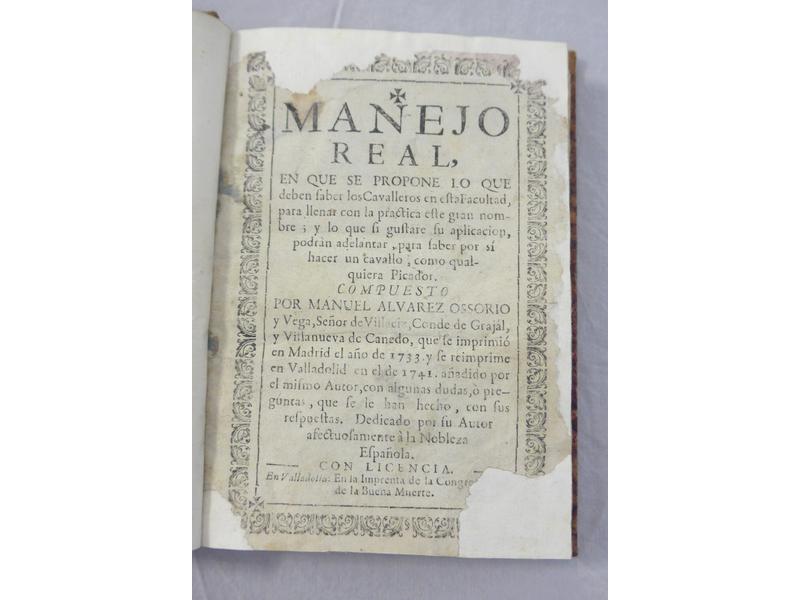 MANEJO
REAL,
EN QUE SE PROPONE LO QUE
deben saber los Cavalleros en esta Facultad,
para llenar con la practica este gran nom-
bre; y lo que si gustare su aplicacion,
podràn adelantar, para saber por sí
hacer un cavallo, como qual-
quiera Picador.
COMPUESTO
POR MANUEL ALVAREZ OSSORIO
y Vega, Señor de Conde de Grajál,
y Villanueva de Canedo, que se imprimió
en Madrid el año de 1733. y se reimprime
en Valladolid en el de 1741. añadido por
el mismo Autor, con algunas dudas, ò pre-
guntas, que se le han hecho, con sus
respuestas. Dedicado por su Autor
afectuosamente à la Nobleza
Española.
CON LICENCIA.
En Valladolid: En la Imprenta de la Congre
de la Buena Muerte.